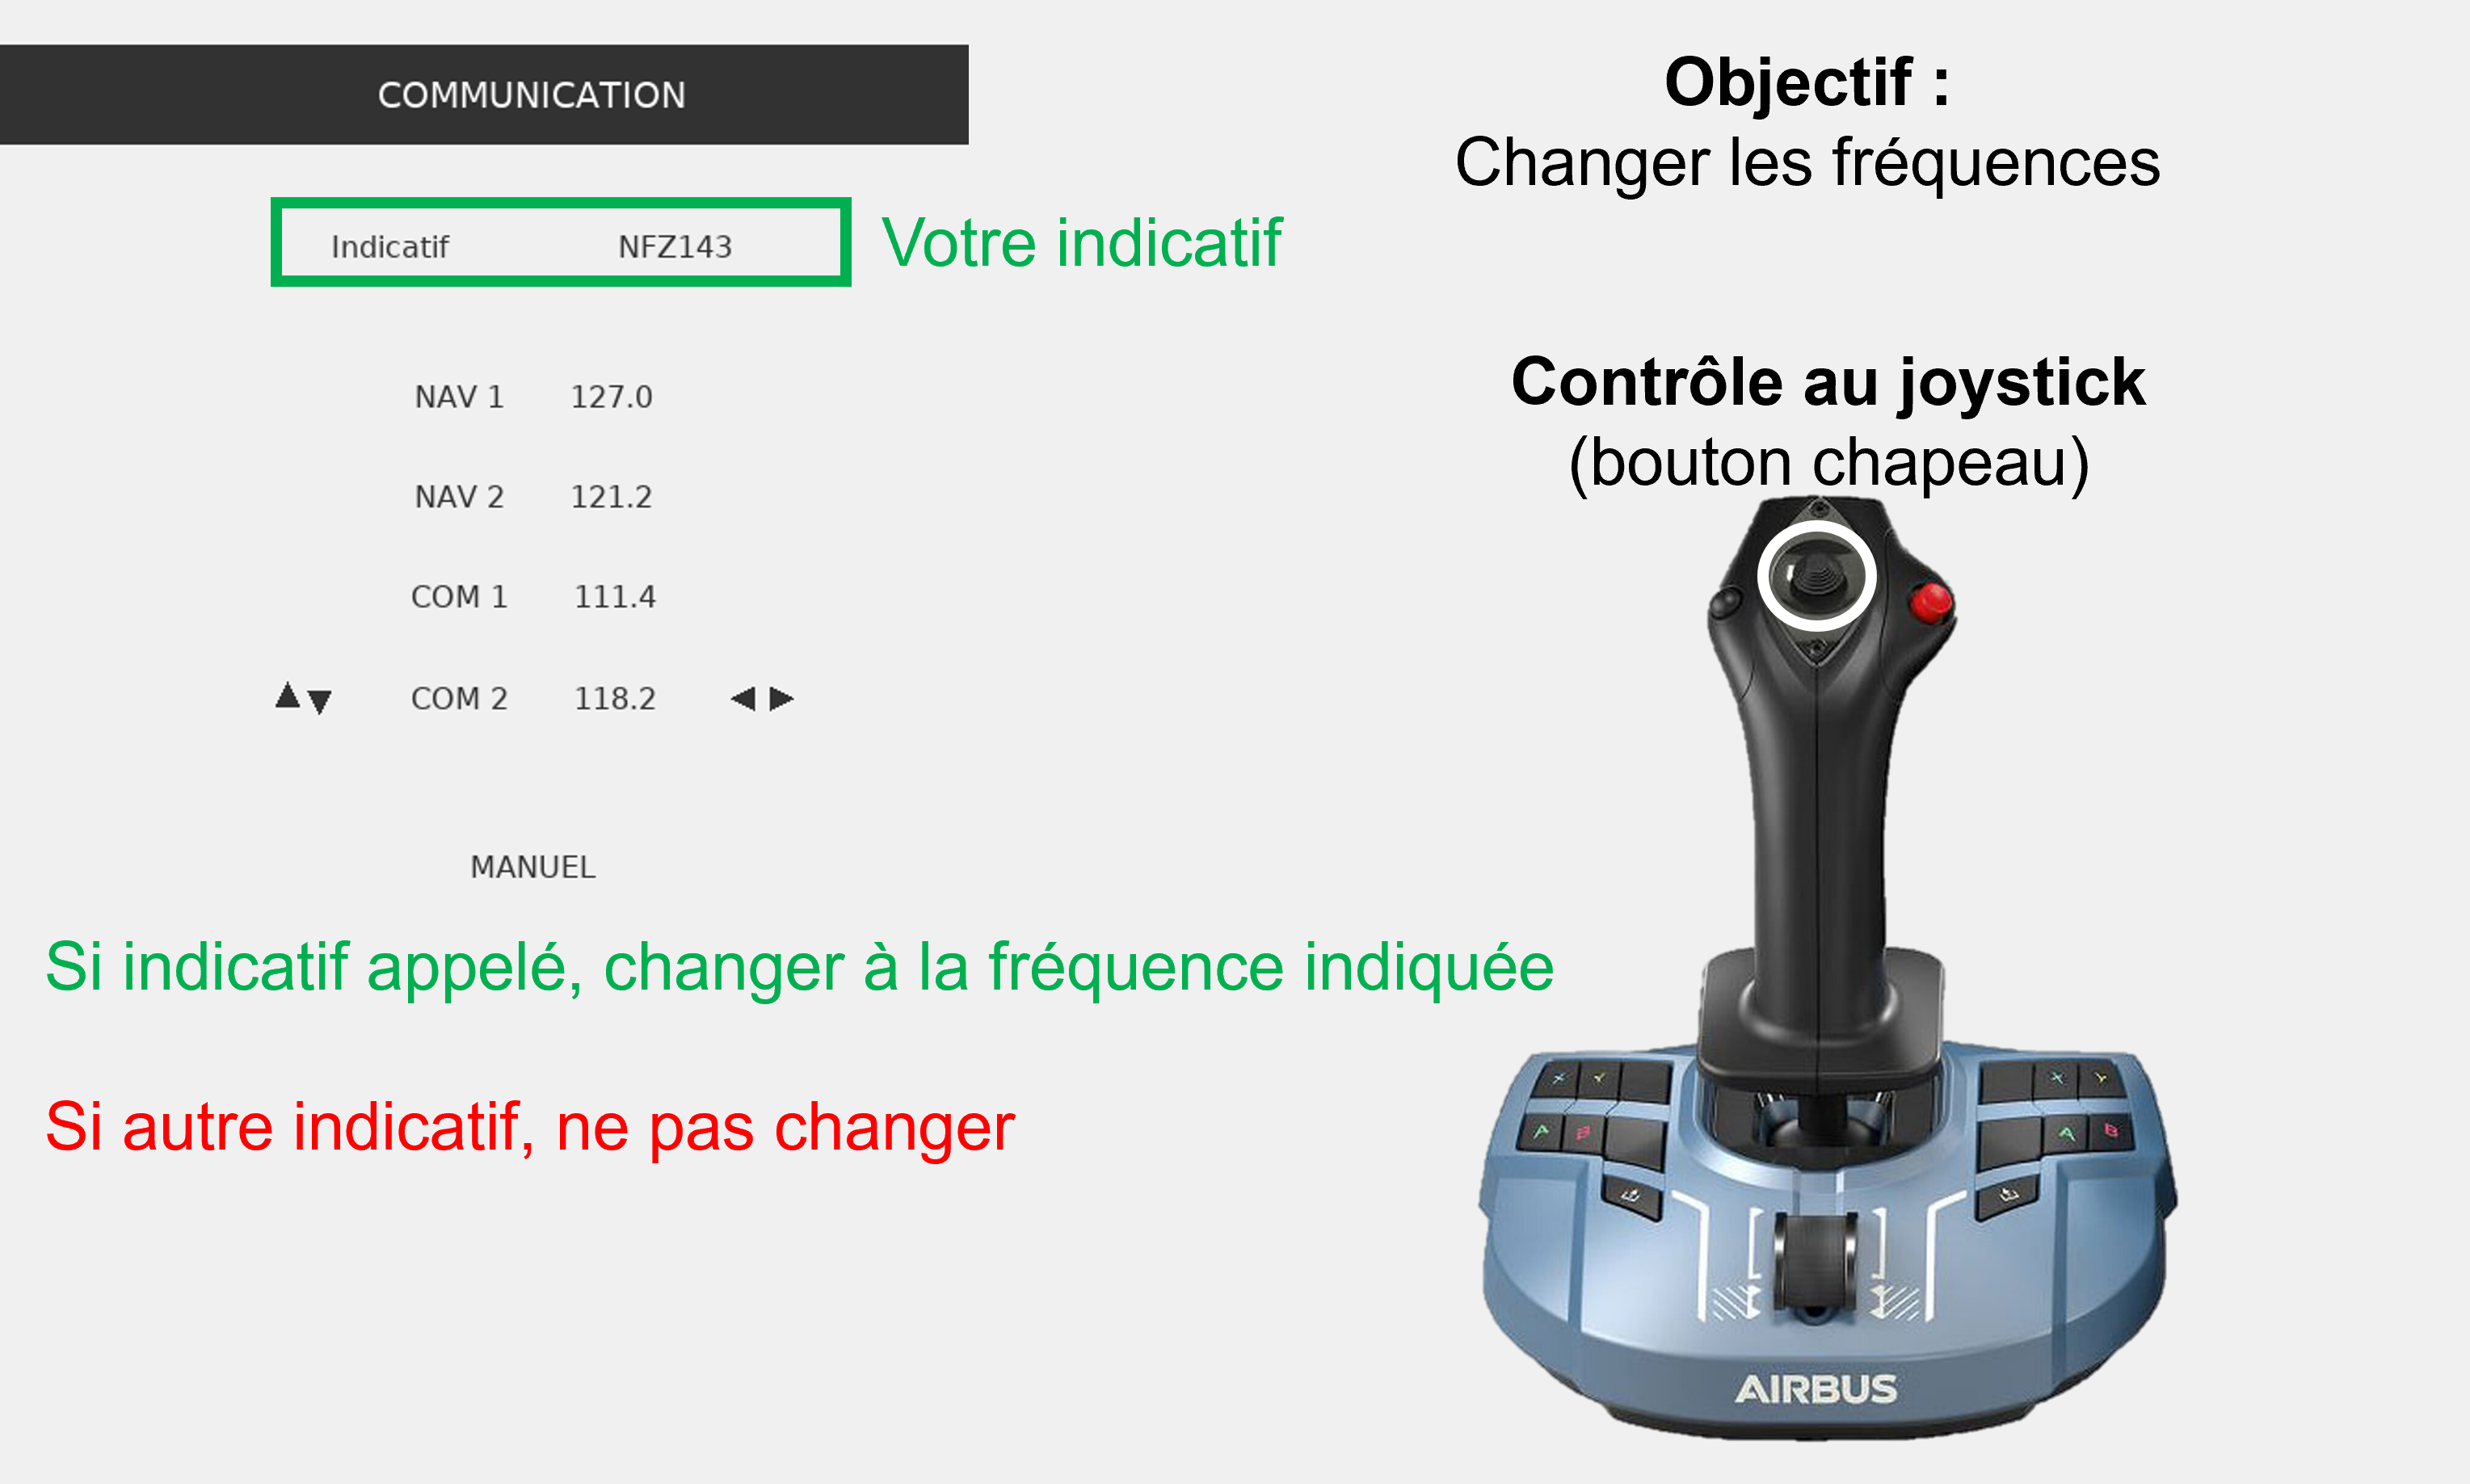 COMMUNICATION
Indicatif NFZ143
Votre indicatif
NAV 1 127.0
NAV 2 121.2
COM 1 111.4
COM 2 118.2
MANUEL
Si indicatif appelé, changer à la fréquence indiquée
Si autre indicatif, ne pas changer
Objectif :
Changer les fréquences
Contrôle au joystick
(bouton chapeau)
X Y
A B
X Y
A B
AIRBUS